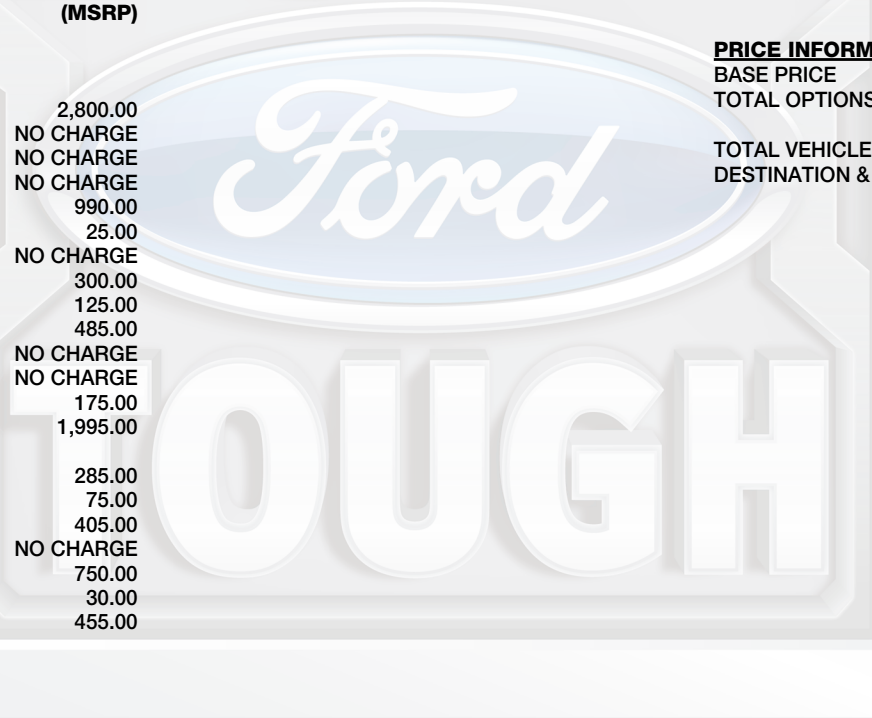 (MSRP)
2,800.00
NO CHARGE
NO CHARGE
NO CHARGE
990.00
25.00
NO CHARGE
300.00
125.00
485.00
NO CHARGE
NO CHARGE
175.00
1,995.00
285.00
75.00
405.00
NO CHARGE
750.00
30.00
455.00
PRICE INFORM
BASE PRICE
TOTAL OPTIONS
TOTAL VEHICLE
DESTINATION &
Ford
TOUGH